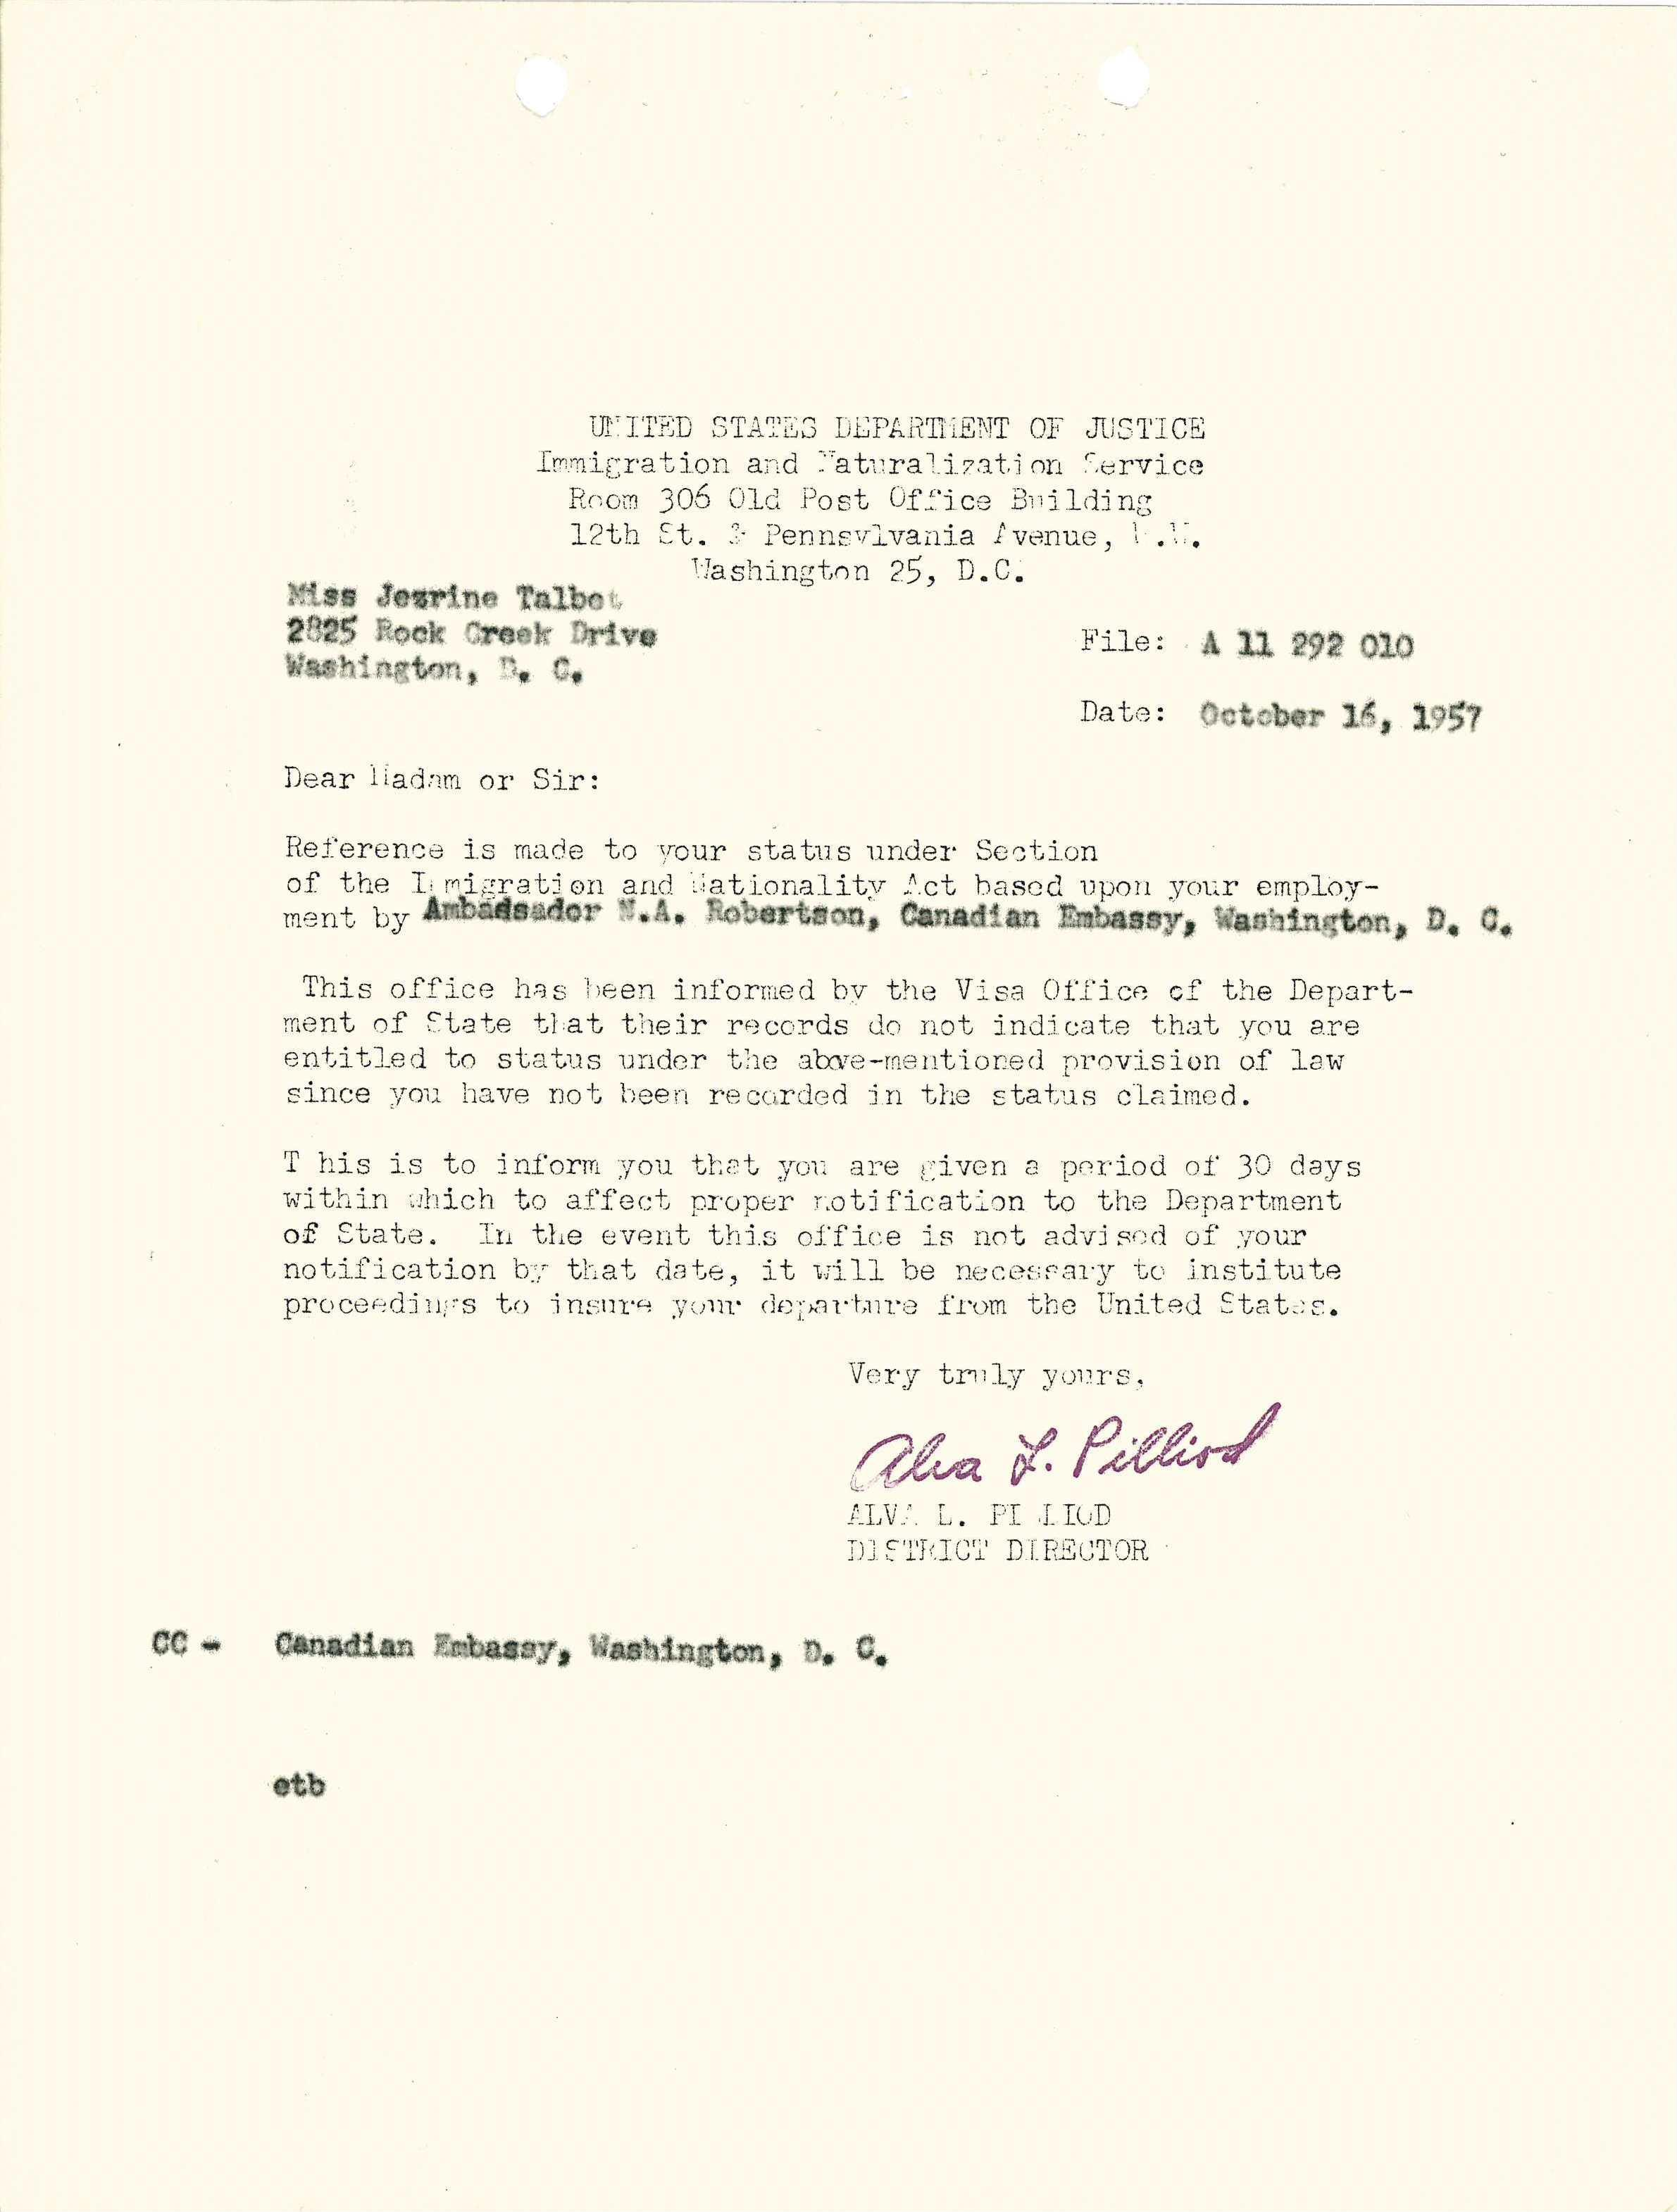 UNITED STATES DEPARTMENT OF JUSTICE
Immigration and Naturalization Service
Room 306 Old Post Office Building
12th St. & Pennsylvania Avenue, N.W.
Washington 25, D.C.
Miss Jesrine Talbot
2825 Rock Creek Drive
Washington, D. C.
File: A 11 292 010
Date: October 16, 1957
Dear Madam or Sir:
Reference is made to your status under Section
of the Immigration and Nationality Act based upon your employ-
ment by Ambadsador N.A. Robertson, Canadian Embassy, Washington, D. C.
This office has been informed by the Visa Office of the Depart-
ment of State that their records do not indicate that you are
entitled to status under the above-mentioned provision of law
since you have not been recorded in the status claimed.
T his is to inform you that you are given a period of 30 days
within which to affect proper notification to the Department
of State. In the event this office is not advised of your
notification by that date, it will be necessary to institute
proceedings to insure your departure from the United States.
Very truly yours,
Alva L. Pilliod
ALVA L. PILLIOD
DISTRICT DIRECTOR
CC - Canadian Embassy, Washington, D. C.
etb